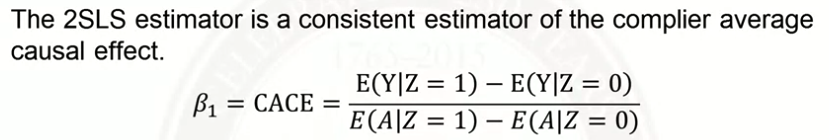 The 2SLS estimator is a consistent estimator of the complier average
causal effect.
β₁ = CACE = E(Y|Z = 1) − E(Y|Z = 0)
E(A|Z = 1) − E(A|Z = 0)